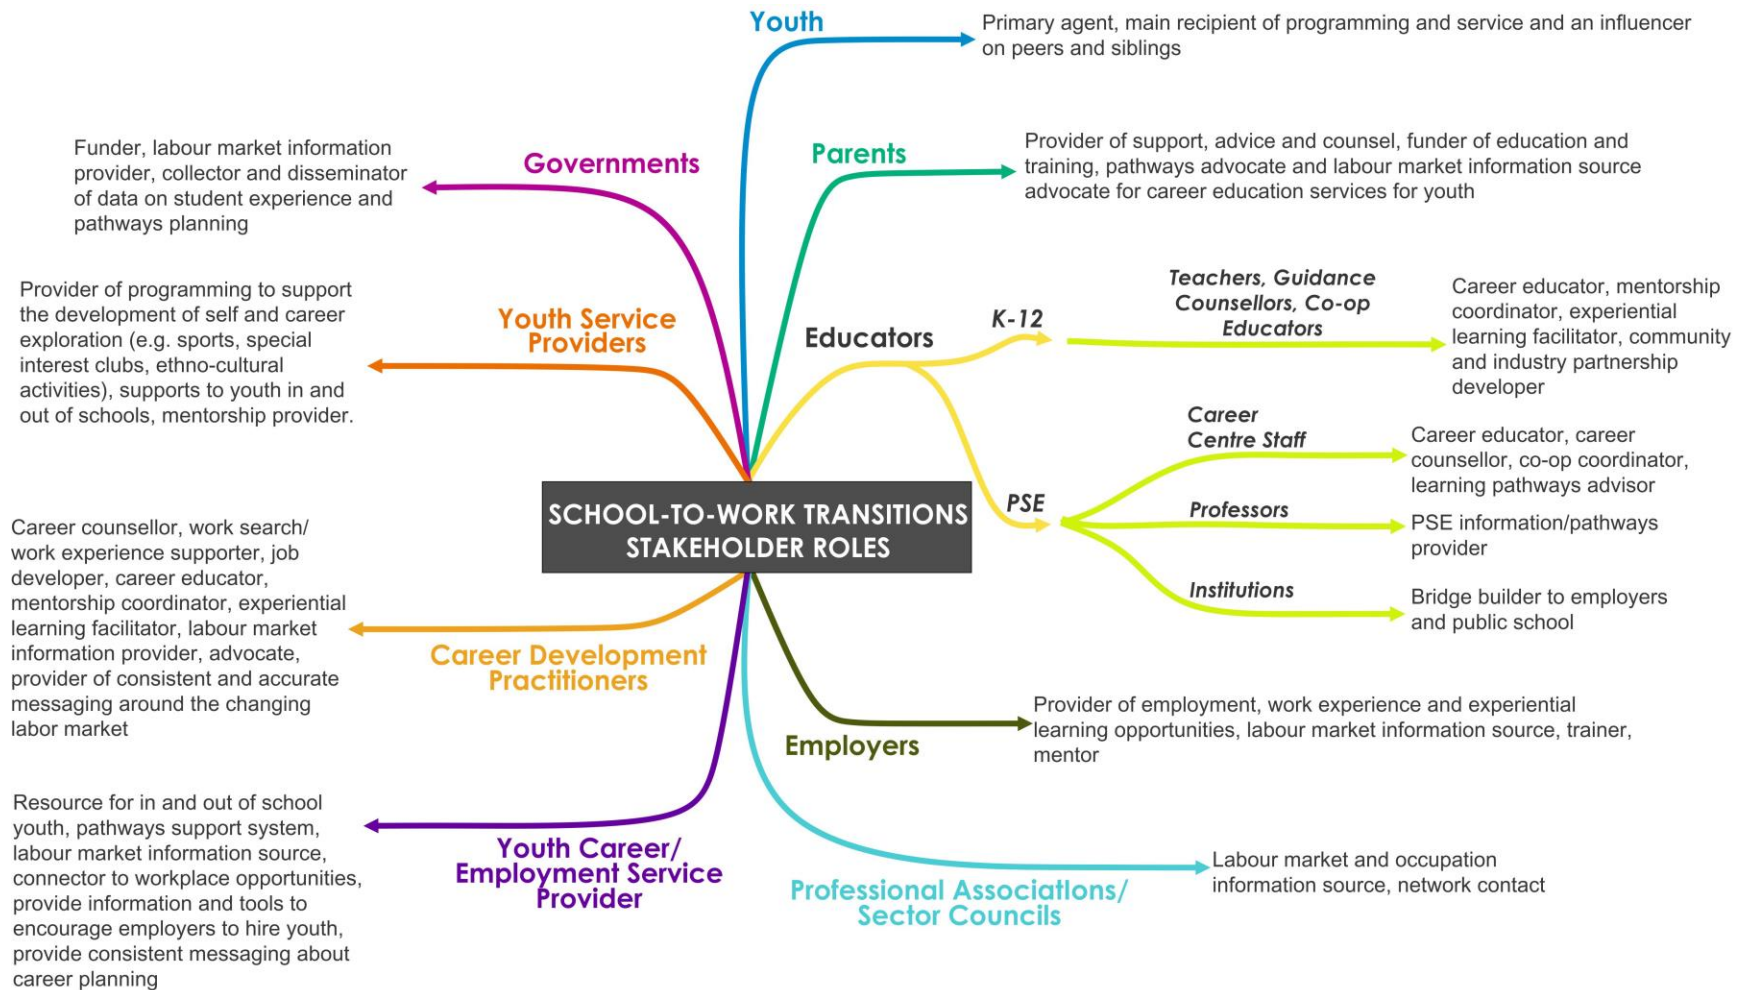 Youth
Primary agent, main recipient of programming and service and an influencer
on peers and siblings
Parents
Provider of support, advice and counsel, funder of education and
training, pathways advocate and labour market information source
advocate for career education services for youth
Governments
Funder, labour market information
provider, collector and disseminator
of data on student experience and
pathways planning
Youth Service
Providers
Provider of programming to support
the development of self and career
exploration (e.g. sports, special
interest clubs, ethno-cultural
activities), supports to youth in and
out of schools, mentorship provider.
Educators
K-12
Teachers, Guidance
Counsellors, Co-op
Educators
Career educator, mentorship
coordinator, experiential
learning facilitator, community
and industry partnership
developer
PSE
Career
Centre Staff
Career educator, career
counsellor, co-op coordinator,
learning pathways advisor
Professors
PSE information/pathways
provider
Institutions
Bridge builder to employers
and public school
SCHOOL-TO-WORK TRANSITIONS
STAKEHOLDER ROLES
Career counsellor, work search/
work experience supporter, job
developer, career educator,
mentorship coordinator, experiential
learning facilitator, labour market
information provider, advocate,
provider of consistent and accurate
messaging around the changing
labor market
Career Development
Practitioners
Employers
Provider of employment, work experience and experiential
learning opportunities, labour market information source, trainer,
mentor
Resource for in and out of school
youth, pathways support system,
labour market information source,
connector to workplace opportunities,
provide information and tools to
encourage employers to hire youth,
provide consistent messaging about
career planning
Youth Career/
Employment Service
Provider
Professional AssociatIons/
Sector Councils
Labour market and occupation
information source, network contact